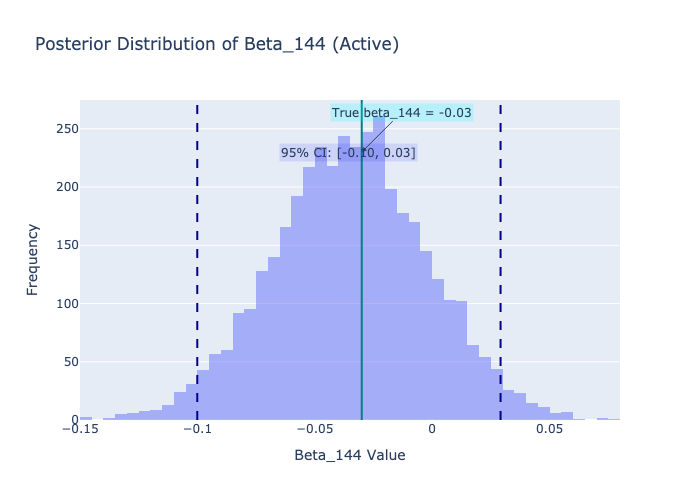 Posterior Distribution of Beta_144 (Active)
True beta_144 = -0.03
95% CI: [-0.10, 0.03]
Frequency
250
200
150
100
50
0
−0.15
−0.1
−0.05
0
0.05
Beta_144 Value